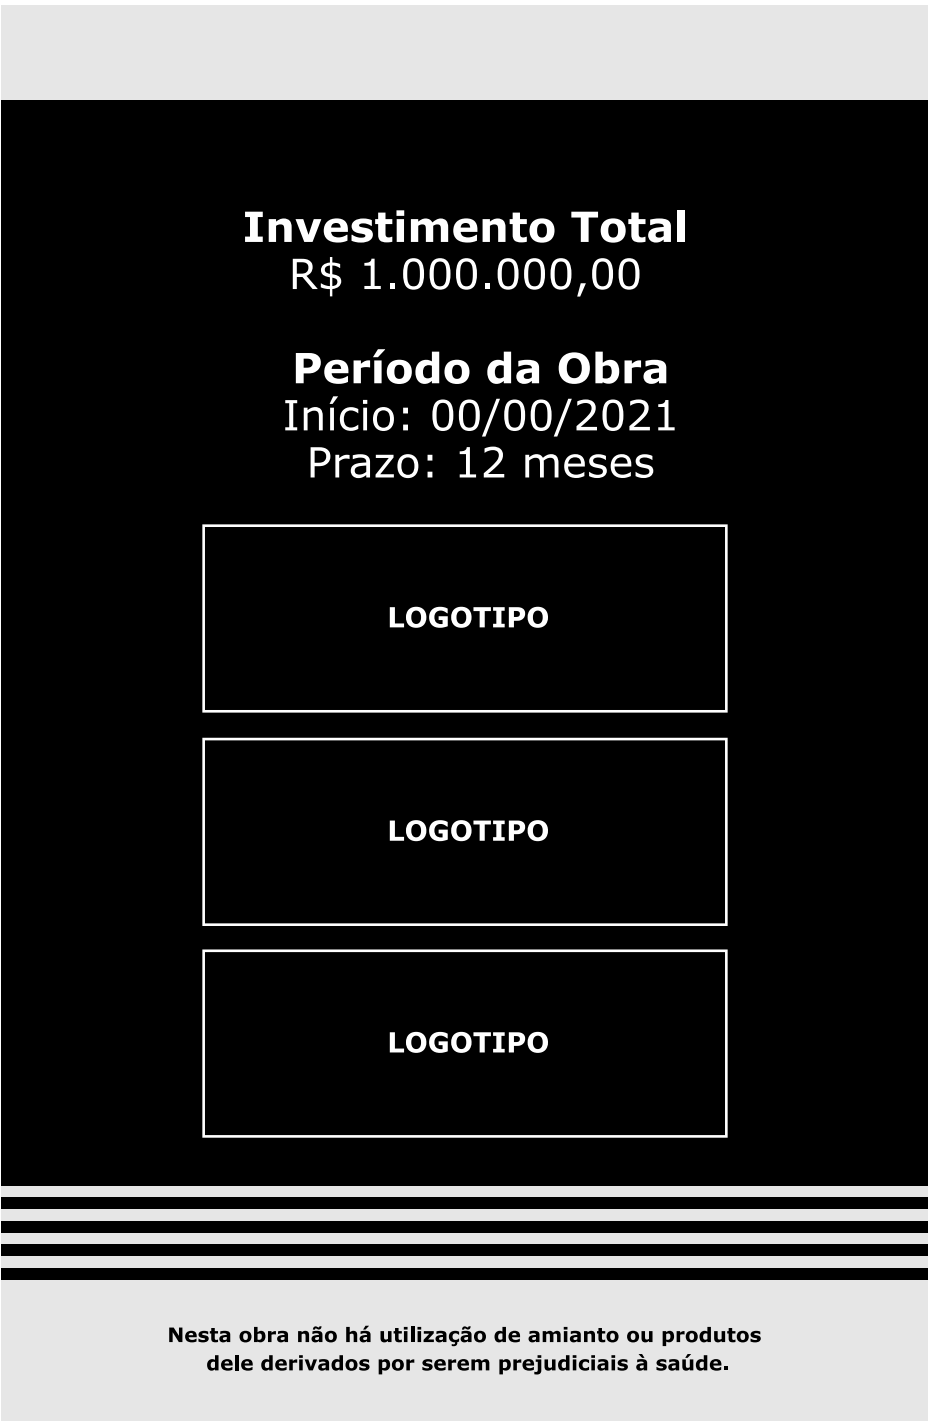 Investimento Total
R$ 1.000.000,00
Período da Obra
Início: 00/00/2021
Prazo: 12 meses
LOGOTIPO
LOGOTIPO
LOGOTIPO
Nesta obra não há utilização de amianto ou produtos
dele derivados por serem prejudiciais à saúde.